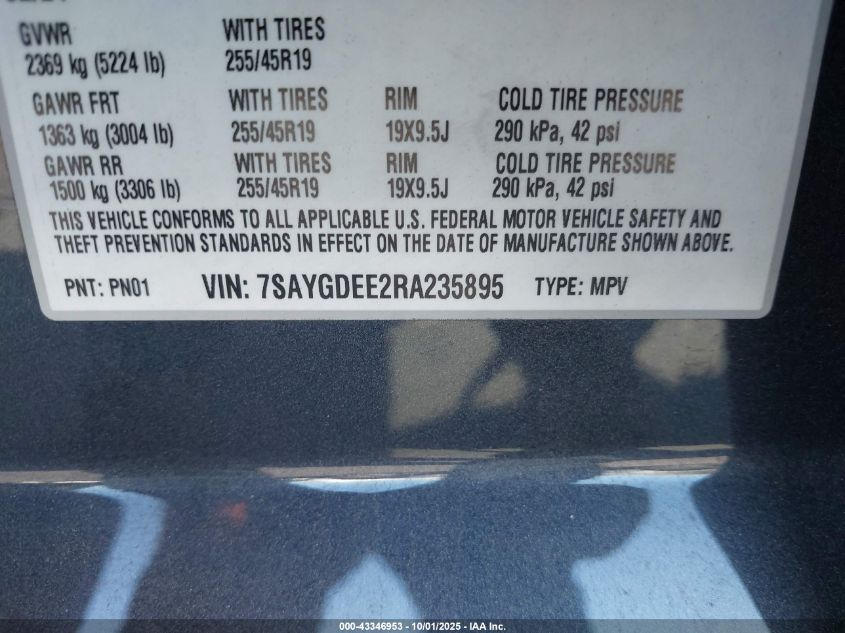 GVWR WITH TIRES
2369 kg (5224 lb) 255/45R19
GAWR FRT WITH TIRES RIM COLD TIRE PRESSURE
1363 kg (3004 lb) 255/45R19 19X9.5J 290 kPa, 42 psi
GAWR RR WITH TIRES RIM COLD TIRE PRESSURE
1500 kg (3306 lb) 255/45R19 19X9.5J 290 kPa, 42 psi
THIS VEHICLE CONFORMS TO ALL APPLICABLE U.S. FEDERAL MOTOR VEHICLE SAFETY AND
THEFT PREVENTION STANDARDS IN EFFECT ON THE DATE OF MANUFACTURE SHOWN ABOVE.
PNT: PN01 VIN: 7SAYGDEE2RA235895 TYPE: MPV
000-43346953 - 10/01/2025 - IAA Inc.